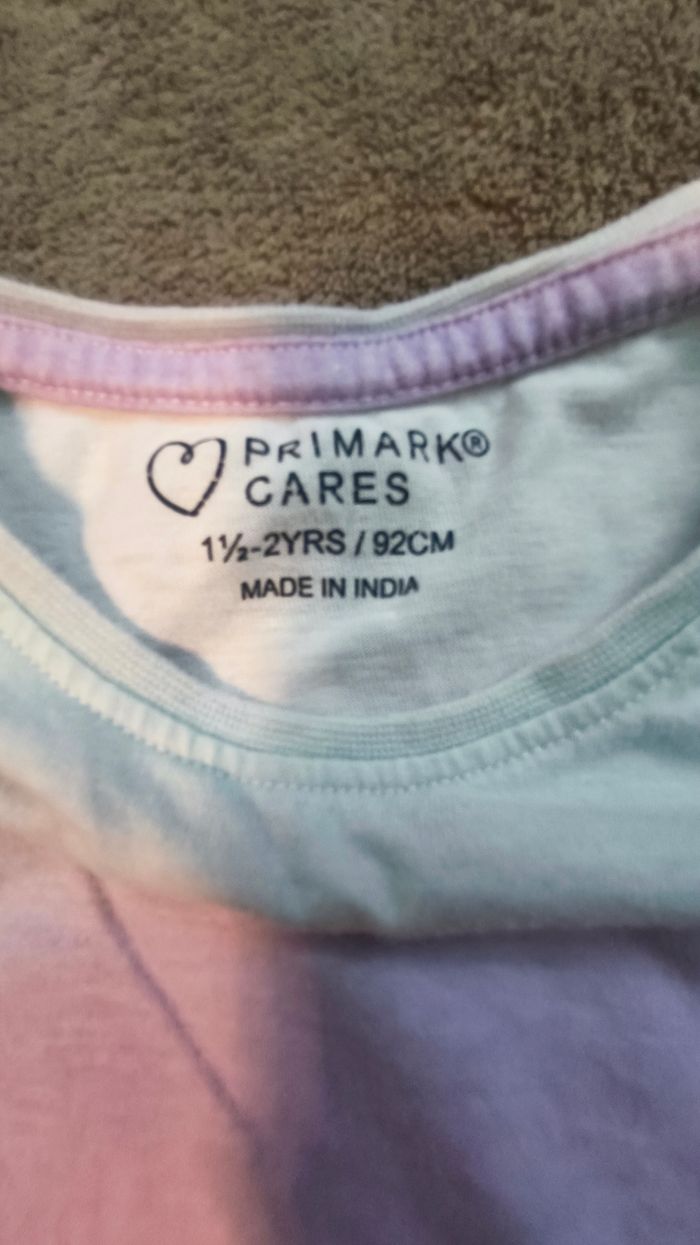 PRIMARK®
CARES
1½-2YRS / 92CM
MADE IN INDIA